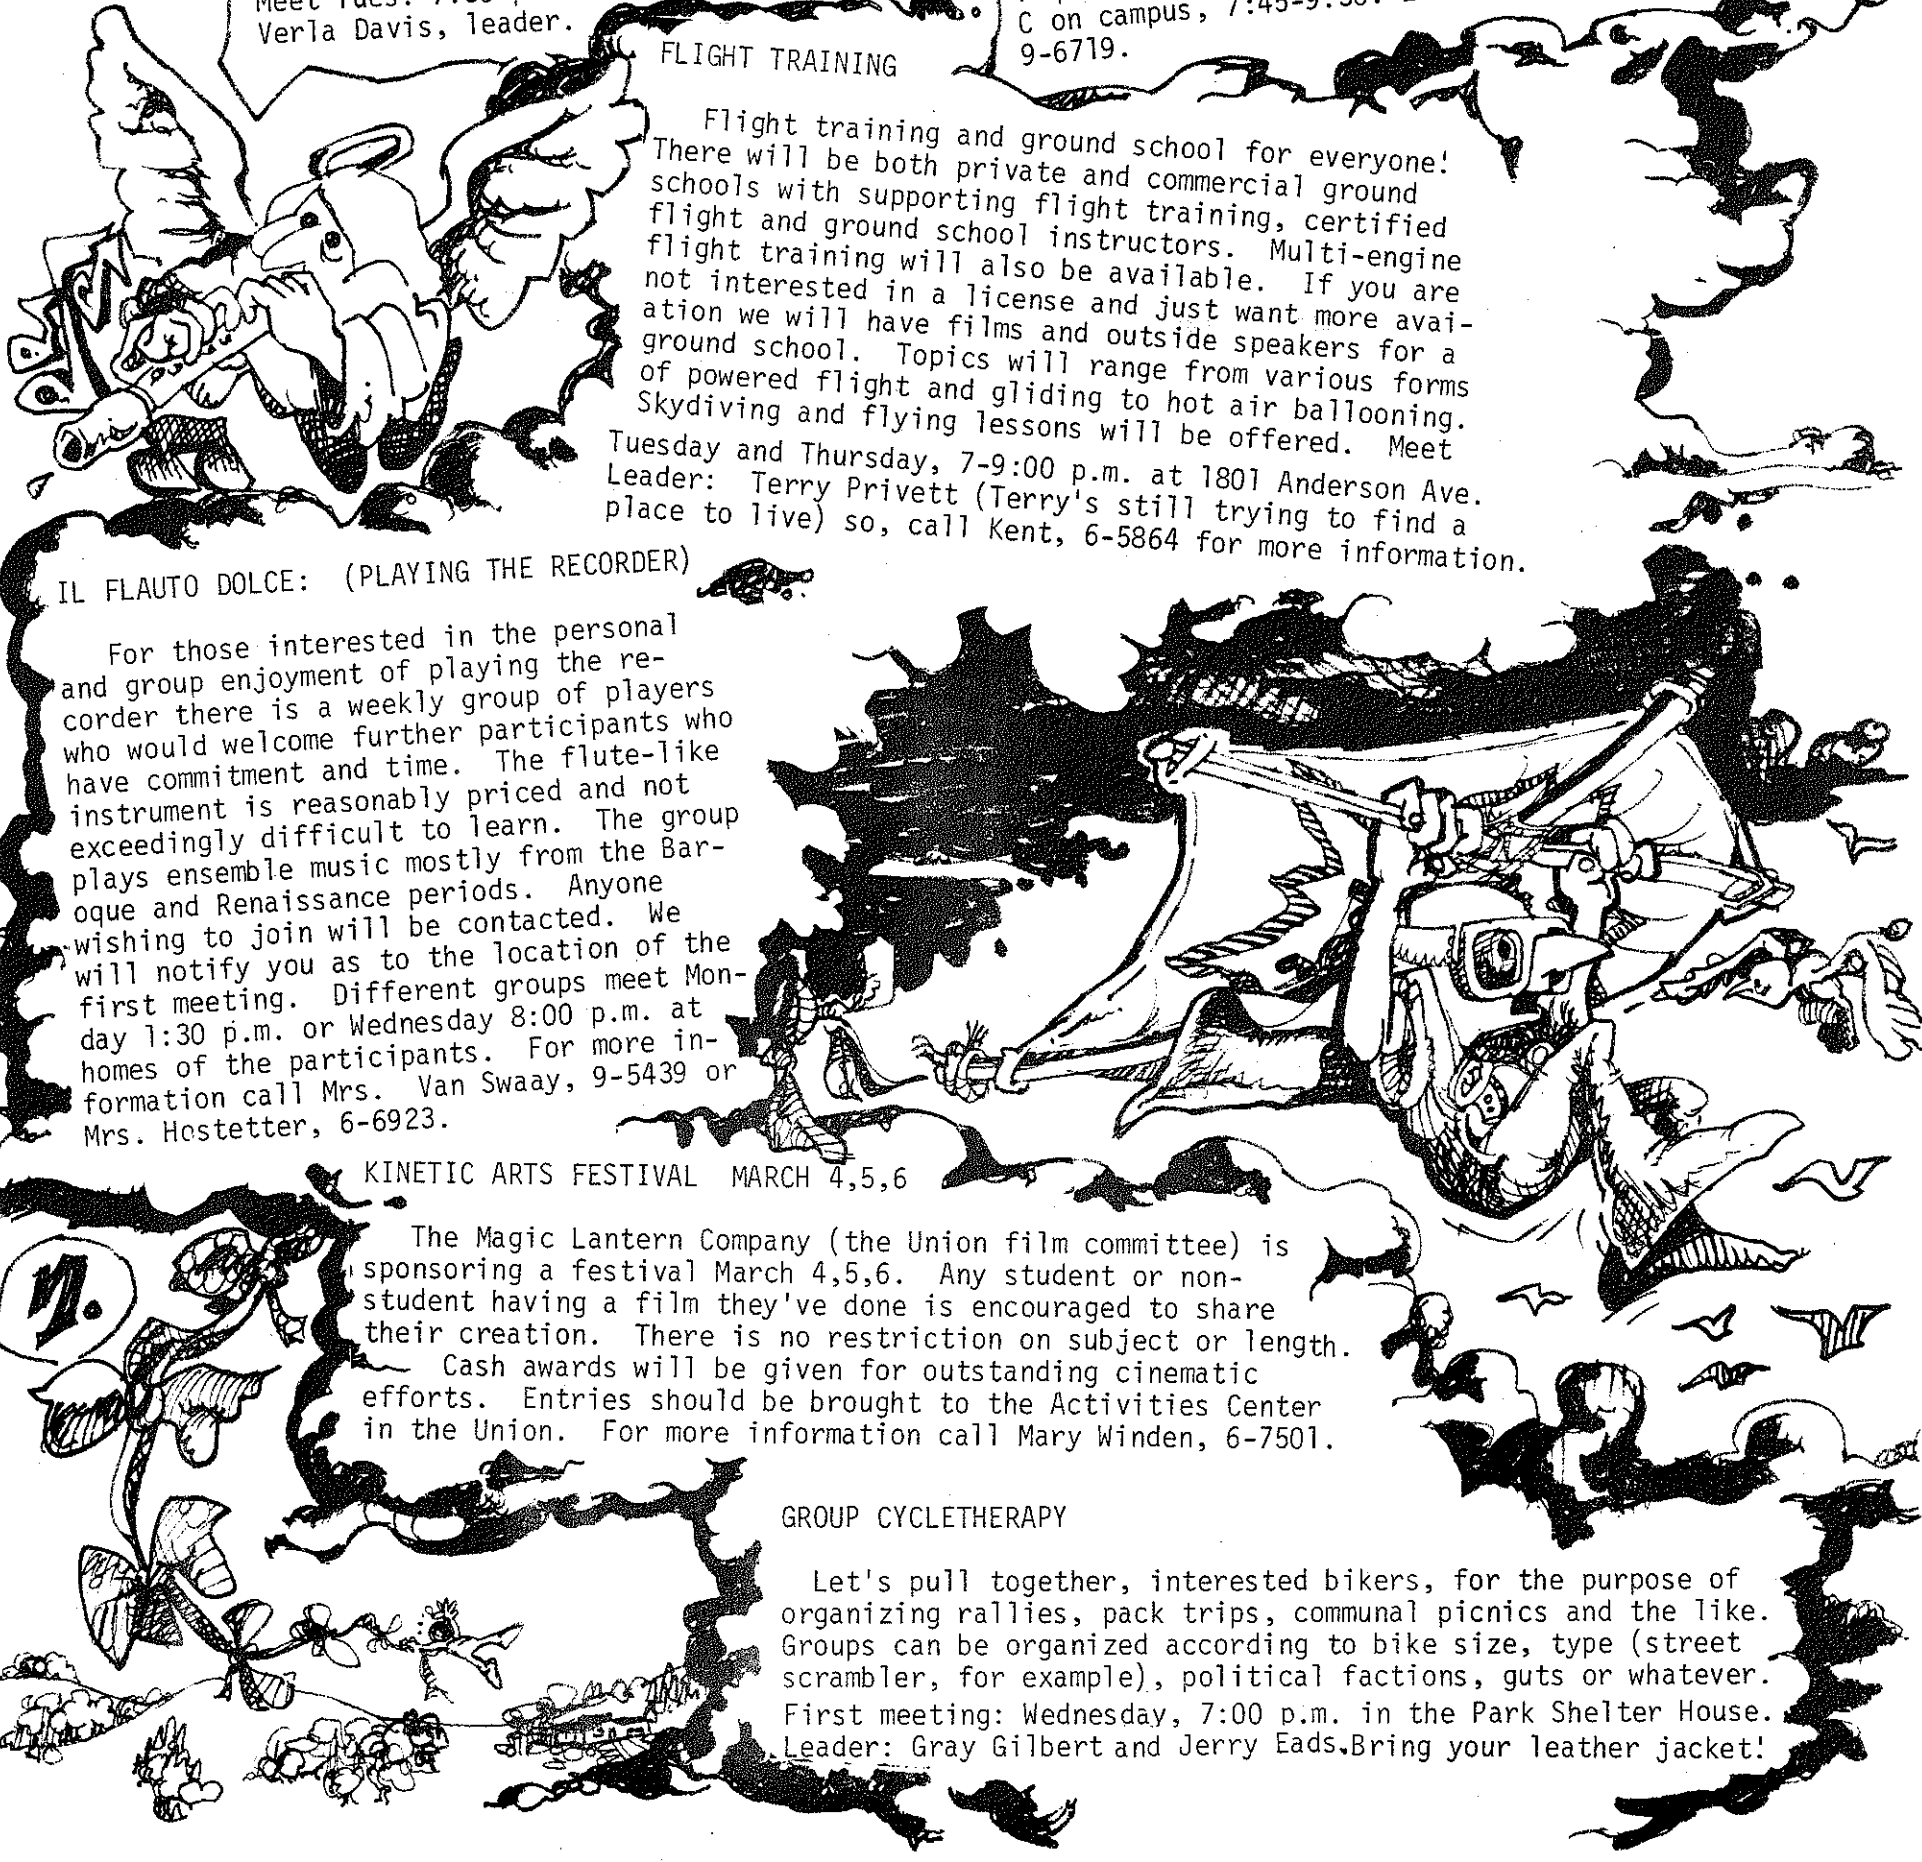 Meet Tues. 7:
Verla Davis, leader.
C on campus, 7:45-9:
9-6719.
FLIGHT TRAINING
Flight training and ground school for everyone!
There will be both private and commercial ground
schools with supporting flight training, certified
flight and ground school instructors. Multi-engine
flight training will also be available. If you are
not interested in a license and just want more avai-
ation we will have films and outside speakers for a
ground school. Topics will range from various forms
of powered flight and gliding to hot air ballooning.
Skydiving and flying lessons will be offered. Meet
Tuesday and Thursday, 7-9:00 p.m. at 1801 Anderson Ave.
Leader: Terry Privett (Terry's still trying to find a
place to live) so, call Kent, 6-5864 for more information.
IL FLAUTO DOLCE: (PLAYING THE RECORDER)
For those interested in the personal
and group enjoyment of playing the re-
corder there is a weekly group of players
who would welcome further participants who
have commitment and time. The flute-like
instrument is reasonably priced and not
exceedingly difficult to learn. The group
plays ensemble music mostly from the Bar-
oque and Renaissance periods. Anyone
wishing to join will be contacted. We
will notify you as to the location of the
first meeting. Different groups meet Mon-
day 1:30 p.m. or Wednesday 8:00 p.m. at
homes of the participants. For more in-
formation call Mrs. Van Swaay, 9-5439 or
Mrs. Hostetter, 6-6923.
KINETIC ARTS FESTIVAL MARCH 4,5,6
The Magic Lantern Company (the Union film committee) is
sponsoring a festival March 4,5,6. Any student or non-
student having a film they've done is encouraged to share
their creation. There is no restriction on subject or length.
Cash awards will be given for outstanding cinematic
efforts. Entries should be brought to the Activities Center
in the Union. For more information call Mary Winden, 6-7501.
GROUP CYCLETHERAPY
Let's pull together, interested bikers, for the purpose of
organizing rallies, pack trips, communal picnics and the like.
Groups can be organized according to bike size, type (street
scrambler, for example), political factions, guts or whatever.
First meeting: Wednesday, 7:00 p.m. in the Park Shelter House.
Leader: Gray Gilbert and Jerry Eads.Bring your leather jacket!